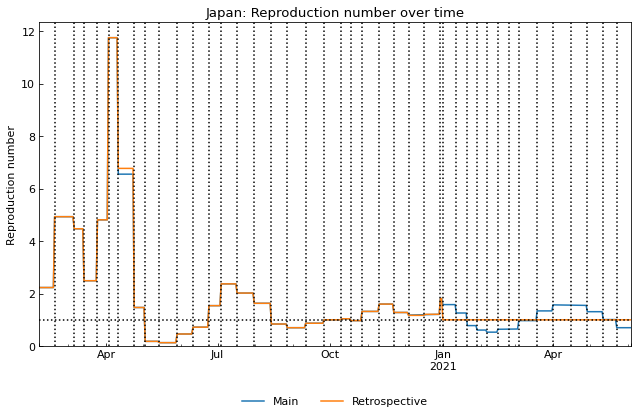 Japan: Reproduction number over time
Reproduction number
12
10
8
6
4
2
0
Apr Jul Oct Jan Apr
2021
Main Retrospective